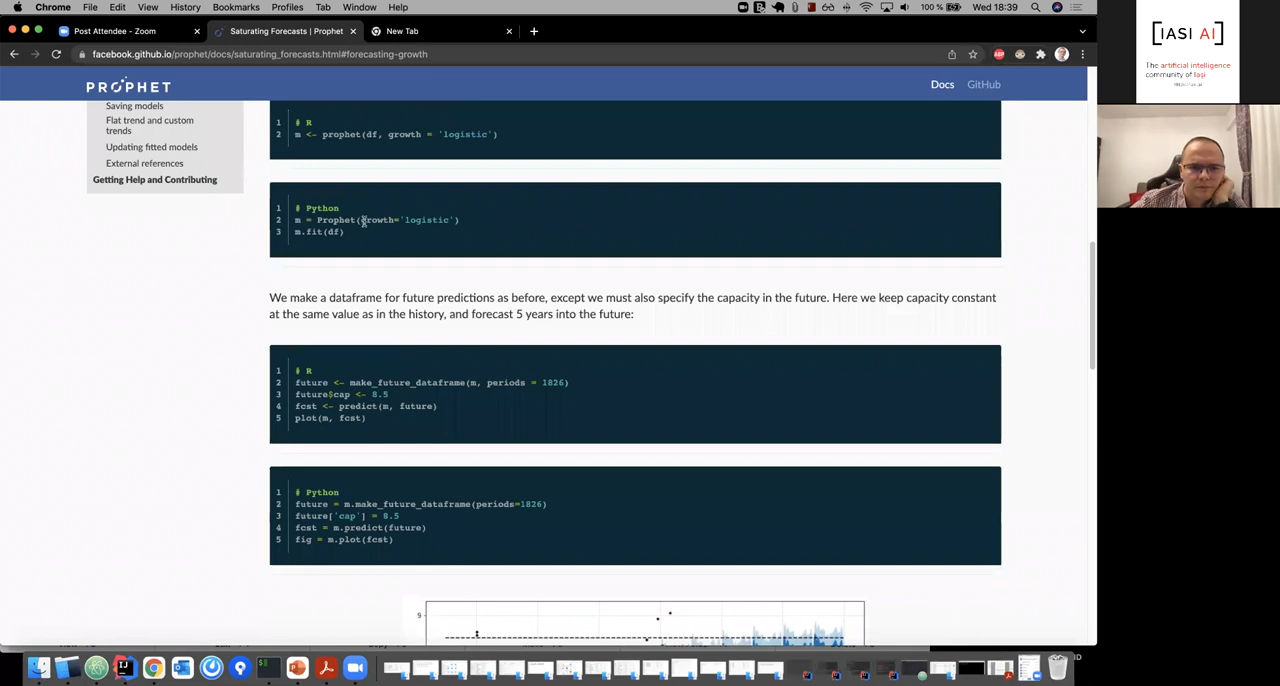 Chrome File Edit View History Bookmarks Profiles Tab Window Help
100 % Wed 18:39
Post Attendee - Zoom
Saturating Forecasts | Prophet
New Tab
facebook.github.io/prophet/docs/saturating_forecasts.html#forecasting-growth
PROPHET
Docs GitHub
Saving models
Flat trend and custom
trends
Updating fitted models
External references
Getting Help and Contributing
1 # R
2 m <- prophet(df, growth = 'logistic')
1 # Python
2 m = Prophet(growth='logistic')
3 m.fit(df)
We make a dataframe for future predictions as before, except we must also specify the capacity in the future. Here we keep capacity constant
at the same value as in the history, and forecast 5 years into the future:
1 # R
2 future <- make_future_dataframe(m, periods = 1826)
3 future$cap <- 8.5
4 fcst <- predict(m, future)
5 plot(m, fcst)
1 # Python
2 future = m.make_future_dataframe(periods=1826)
3 future['cap'] = 8.5
4 fcst = m.predict(future)
5 fig = m.plot(fcst)
9
[IASI AI]
The artificial intelligence
community of Iași